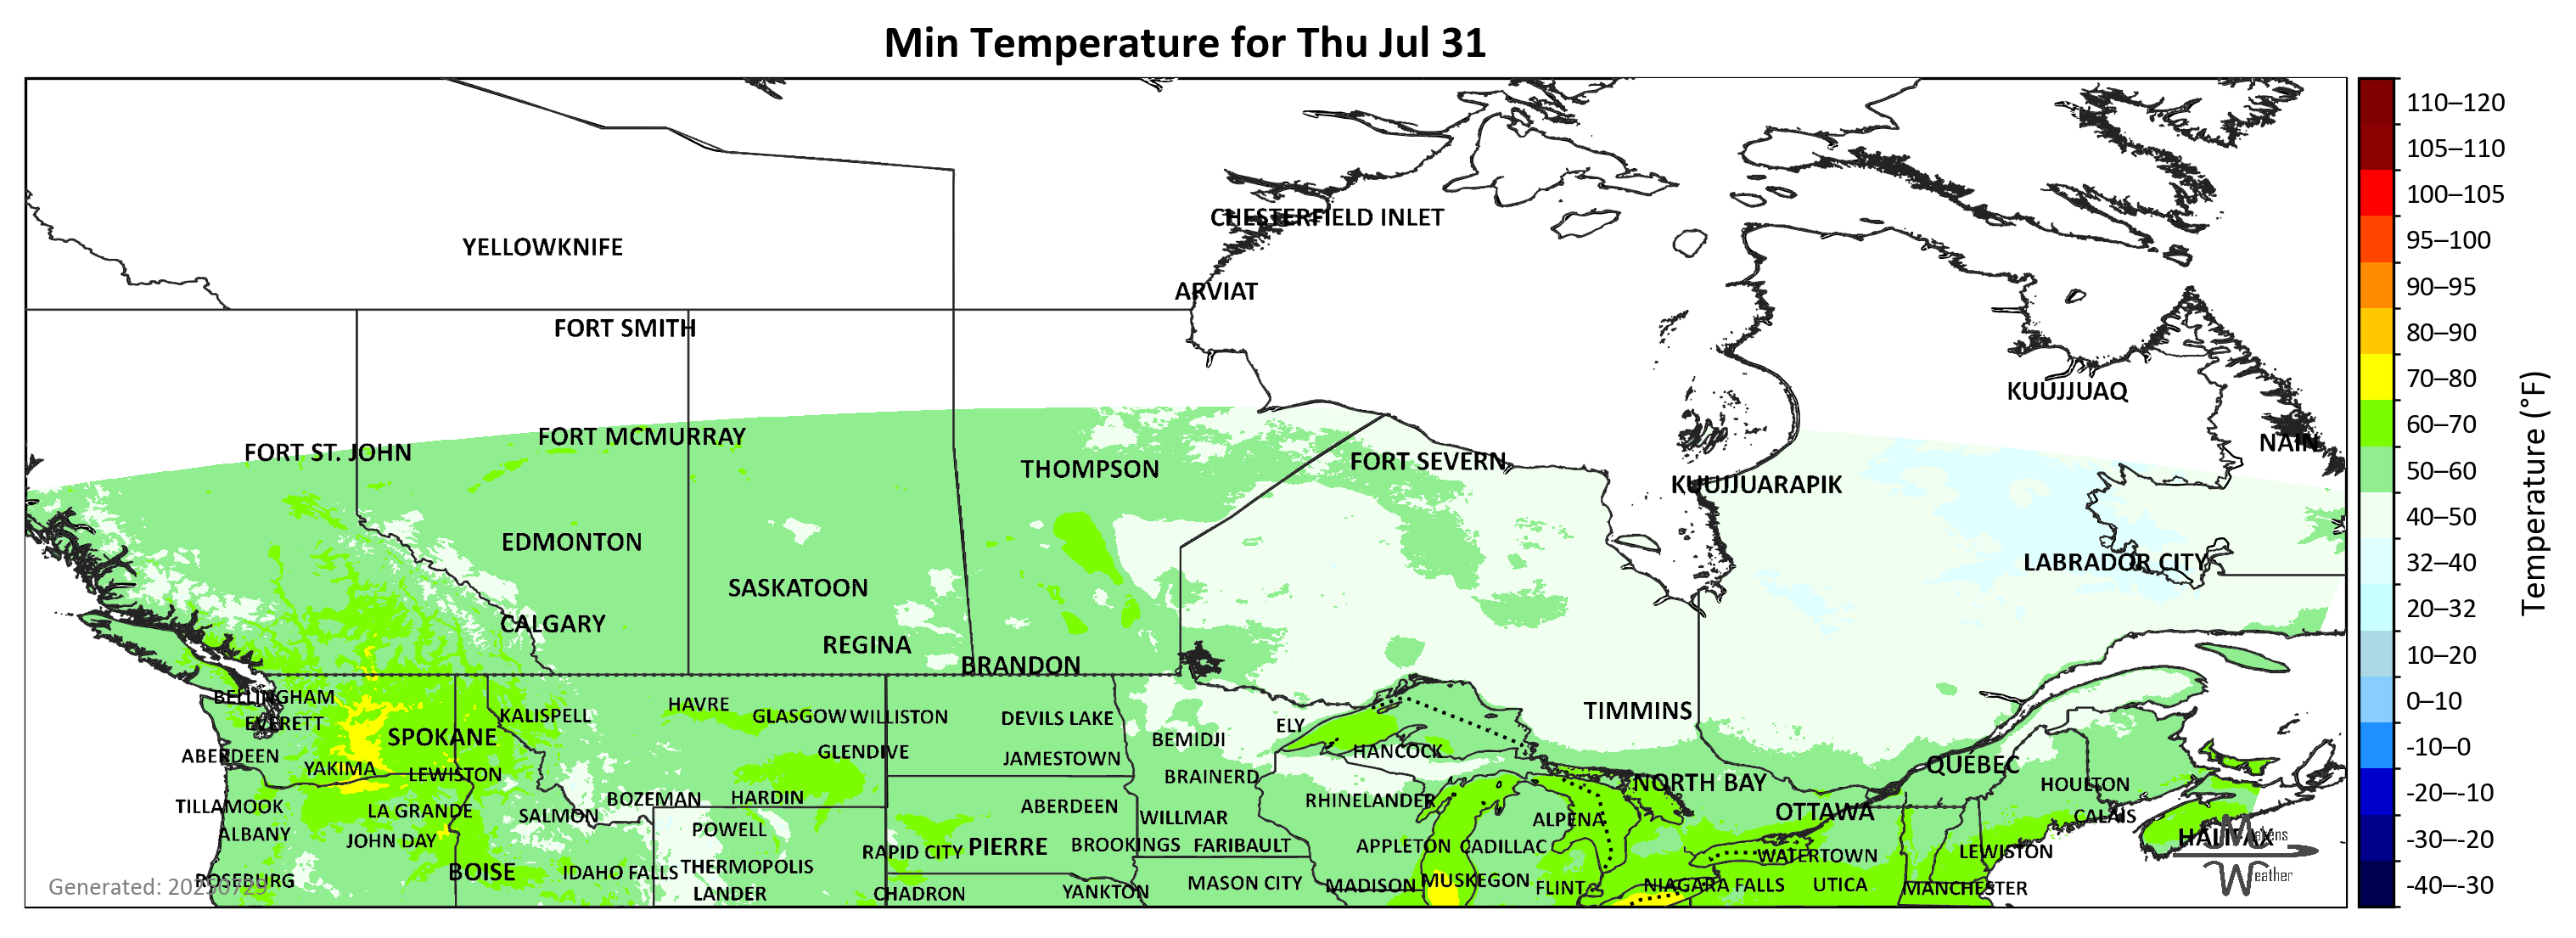 Min Temperature for Thu Jul 31
CHESTERFIELD INLET
YELLOWKNIFE
ARVIAT
FORT SMITH
KUUJJUAQ
FORT MCMURRAY
FORT ST. JOHN
NAIN
THOMPSON
FORT SEVERN
KUUJJUARAPIK
EDMONTON
LABRADOR CITY
SASKATOON
CALGARY
REGINA
BRANDON
BELLINGHAM
HAVRE
EVERETT
KALISPELL
GLASGOW
WILLISTON
DEVILS LAKE
ELY
TIMMINS
SPOKANE
BEMIDJI
ABERDEEN
GLENDIVE
JAMESTOWN
HANCOCK
YAKIMA
LEWISTON
BRAINERD
QUÉBEC
NORTH BAY
HOULTON
TILLAMOOK
LA GRANDE
SALMON
BOZEMAN
HARDIN
ABERDEEN
WILLMAR
RHINELANDER
ALPENA
OTTAWA
CALAIS
ALBANY
JOHN DAY
POWELL
RAPID CITY
PIERRE
BROOKINGS
FARIBAULT
APPLETON
CADILLAC
WATERTOWN
LEWISTON
HALIFAX
ROSEBURG
BOISE
IDAHO FALLS
THERMOPOLIS
LANDER
CHADRON
YANKTON
MASON CITY
MADISON
MUSKEGON
FLINT
NIAGARA FALLS
UTICA
MANCHESTER
Generated: 20250729
Matens
Weather
110–120
105–110
100–105
95–100
90–95
80–90
70–80
60–70
50–60
40–50
32–40
20–32
10–20
0–10
-10–0
-20–-10
-30–-20
-40–-30
Temperature (°F)